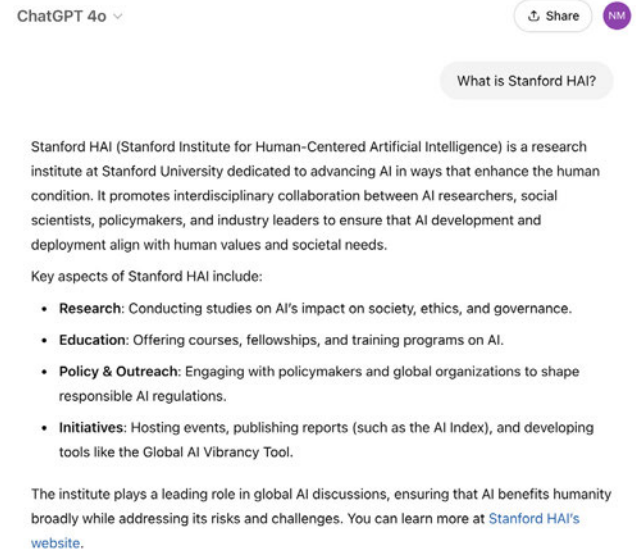 ChatGPT 4o
Share
NM
What is Stanford HAI?
Stanford HAI (Stanford Institute for Human-Centered Artificial Intelligence) is a research
institute at Stanford University dedicated to advancing AI in ways that enhance the human
condition. It promotes interdisciplinary collaboration between AI researchers, social
scientists, policymakers, and industry leaders to ensure that AI development and
deployment align with human values and societal needs.
Key aspects of Stanford HAI include:
• Research: Conducting studies on AI's impact on society, ethics, and governance.
• Education: Offering courses, fellowships, and training programs on AI.
• Policy & Outreach: Engaging with policymakers and global organizations to shape
responsible AI regulations.
• Initiatives: Hosting events, publishing reports (such as the AI Index), and developing
tools like the Global AI Vibrancy Tool.
The institute plays a leading role in global AI discussions, ensuring that AI benefits humanity
broadly while addressing its risks and challenges. You can learn more at Stanford HAI's
website.